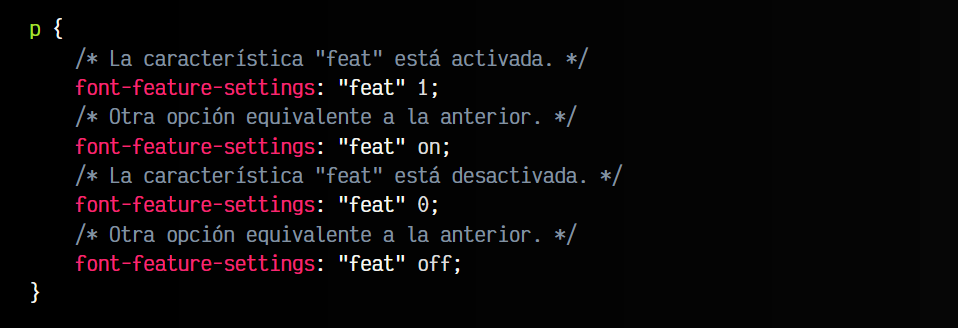 p {
/* La característica "feat" está activada. */
font-feature-settings: "feat" 1;
/* Otra opción equivalente a la anterior. */
font-feature-settings: "feat" on;
/* La característica "feat" está desactivada. */
font-feature-settings: "feat" 0;
/* Otra opción equivalente a la anterior. */
font-feature-settings: "feat" off;
}